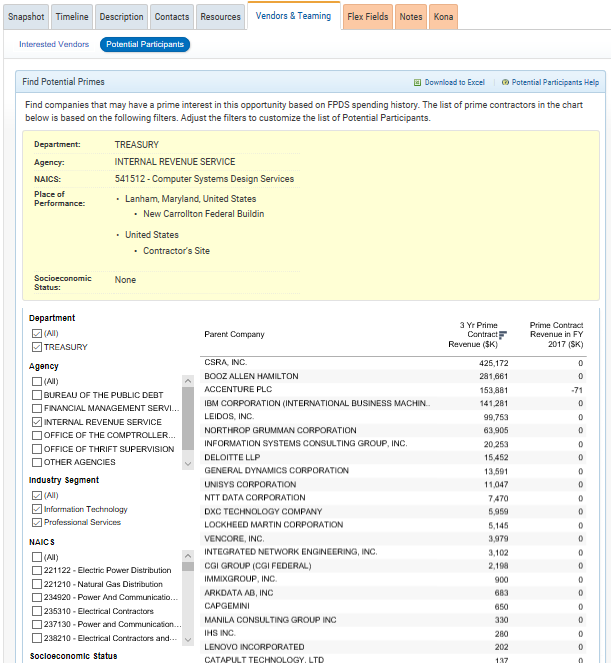 Snapshot Timeline Description Contacts Resources Vendors & Teaming Flex Fields Notes Kona
Interested Vendors Potential Participants
Find Potential Primes Download to Excel Potential Participants Help
Find companies that may have a prime interest in this opportunity based on FPDS spending history. The list of prime contractors in the chart
below is based on the following filters. Adjust the filters to customize the list of Potential Participants.
Department: TREASURY
Agency: INTERNAL REVENUE SERVICE
NAICS: 541512 - Computer Systems Design Services
Place of
Performance:
• Lanham, Maryland, United States
• New Carrollton Federal Buildin
• United States
• Contractor's Site
Socioeconomic
Status:
None
Department
(All)
TREASURY
Agency
(All)
BUREAU OF THE PUBLIC DEBT
FINANCIAL MANAGEMENT SERVI...
INTERNAL REVENUE SERVICE
OFFICE OF THE COMPTROLLER...
OFFICE OF THRIFT SUPERVISION
OTHER AGENCIES
Industry Segment
(All)
Information Technology
Professional Services
NAICS
(All)
221122 - Electric Power Distribution
221210 - Natural Gas Distribution
234920 - Power And Communicatio...
235310 - Electrical Contractors
237130 - Power and Communication...
238210 - Electrical Contractors and...
Socioeconomic Status
Parent Company
3 Yr Prime
Contract
Revenue ($K)
Prime Contract
Revenue in FY
2017 ($K)
CSRA, INC. 425,172 0
BOOZ ALLEN HAMILTON 281,661 0
ACCENTURE PLC 153,881 -71
IBM CORPORATION (INTERNATIONAL BUSINESS MACHIN.. 141,281 0
LEIDOS, INC. 99,753 0
NORTHROP GRUMMAN CORPORATION 63,905 0
INFORMATION SYSTEMS CONSULTING GROUP, INC. 20,253 0
DELOITTE LLP 15,452 0
GENERAL DYNAMICS CORPORATION 13,591 0
UNISYS CORPORATION 11,047 0
NTT DATA CORPORATION 7,470 0
DXC TECHNOLOGY COMPANY 5,959 0
LOCKHEED MARTIN CORPORATION 5,145 0
VENCORE, INC. 3,979 0
INTEGRATED NETWORK ENGINEERING, INC. 3,102 0
CGI GROUP (CGI FEDERAL) 2,198 0
IMMIXGROUP, INC. 900 0
ARKDATA AB, INC 683 0
CAPGEMINI 650 0
MANILA CONSULTING GROUP INC 330 0
IHS INC. 280 0
LENOVO INCORPORATED 202 0
CATAPULT TECHNOLOGY, LTD 137 0